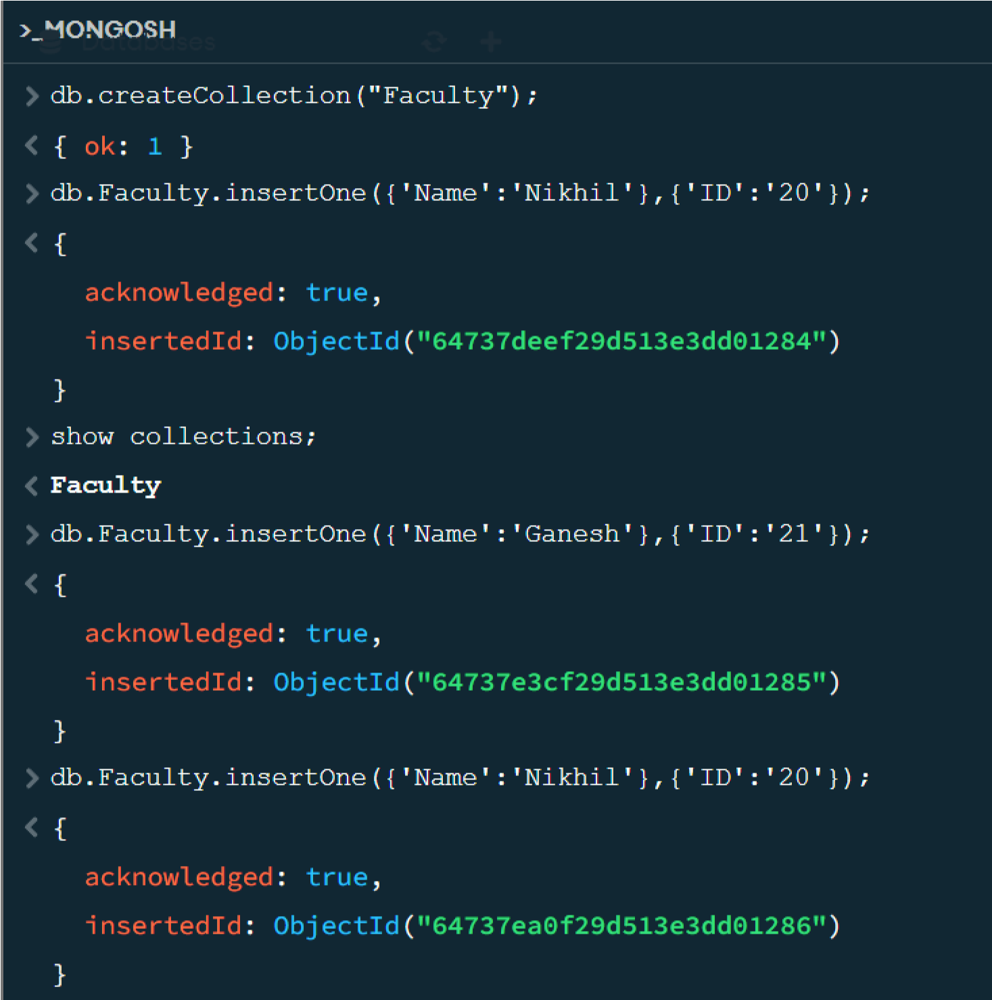 >_MONGOSH
Databases
> db.createCollection("Faculty");
< { ok: 1 }
> db.Faculty.insertOne({'Name':'Nikhil'},{'ID':'20'});
< {
acknowledged: true,
insertedId: ObjectId("64737deef29d513e3dd01284")
}
> show collections;
< Faculty
> db.Faculty.insertOne({'Name':'Ganesh'},{'ID':'21'});
< {
acknowledged: true,
insertedId: ObjectId("64737e3cf29d513e3dd01285")
}
> db.Faculty.insertOne({'Name':'Nikhil'},{'ID':'20'});
< {
acknowledged: true,
insertedId: ObjectId("64737ea0f29d513e3dd01286")
}